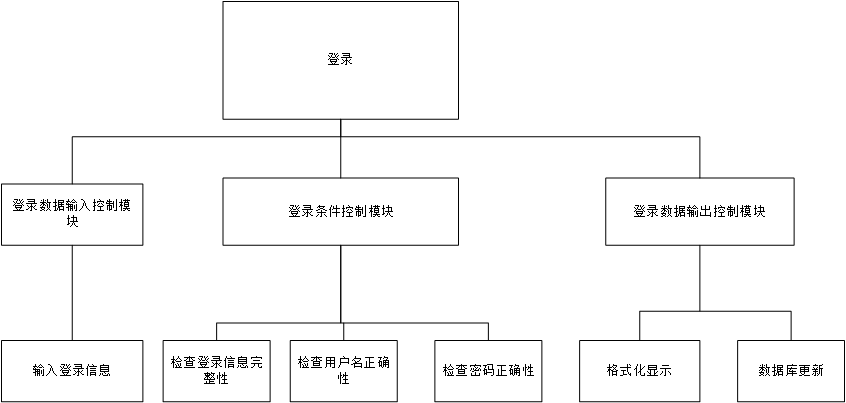 登录
登录数据输入控制模
块
登录条件控制模块
登录数据输出控制模块
输入登录信息
检查登录信息完
整性
检查用户名正确
性
检查密码正确性
格式化显示
数据库更新